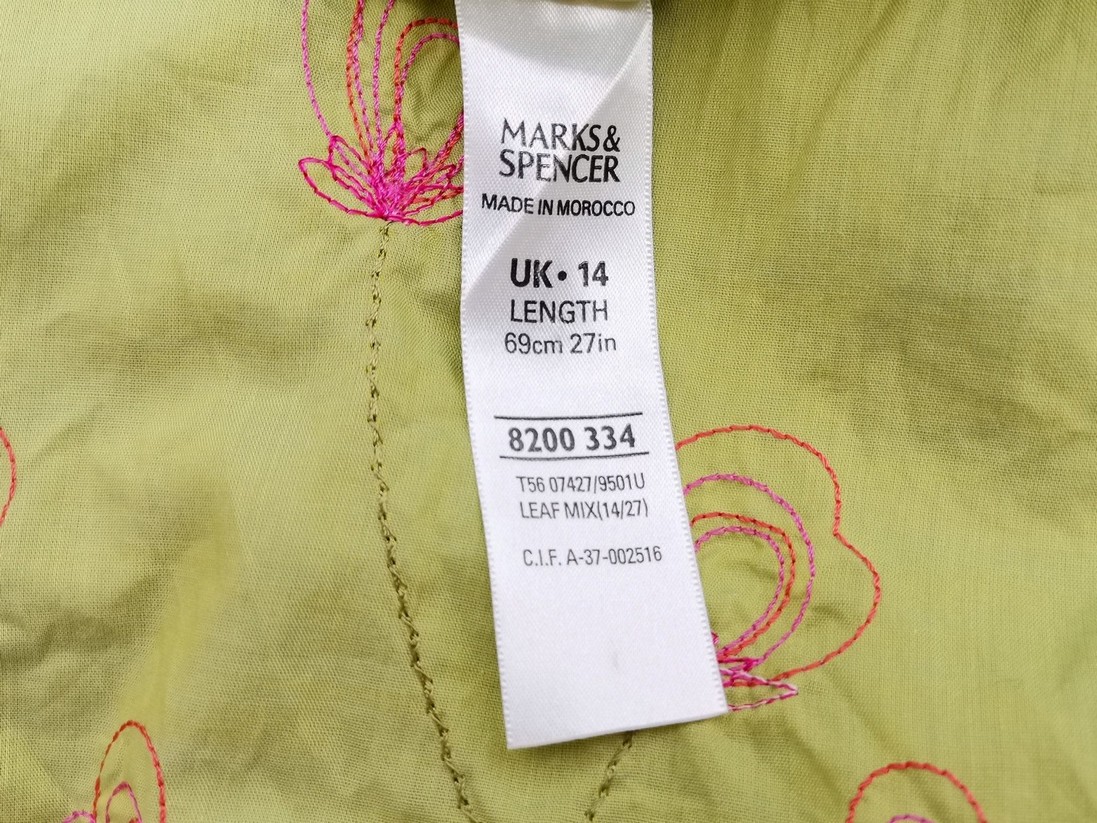 MARKS&
SPENCER
MADE IN MOROCCO
UK• 14
LENGTH
69cm 27in
8200 334
T56 07427/9501U
LEAF MIX(14/27)
C.I.F. A-37-002516